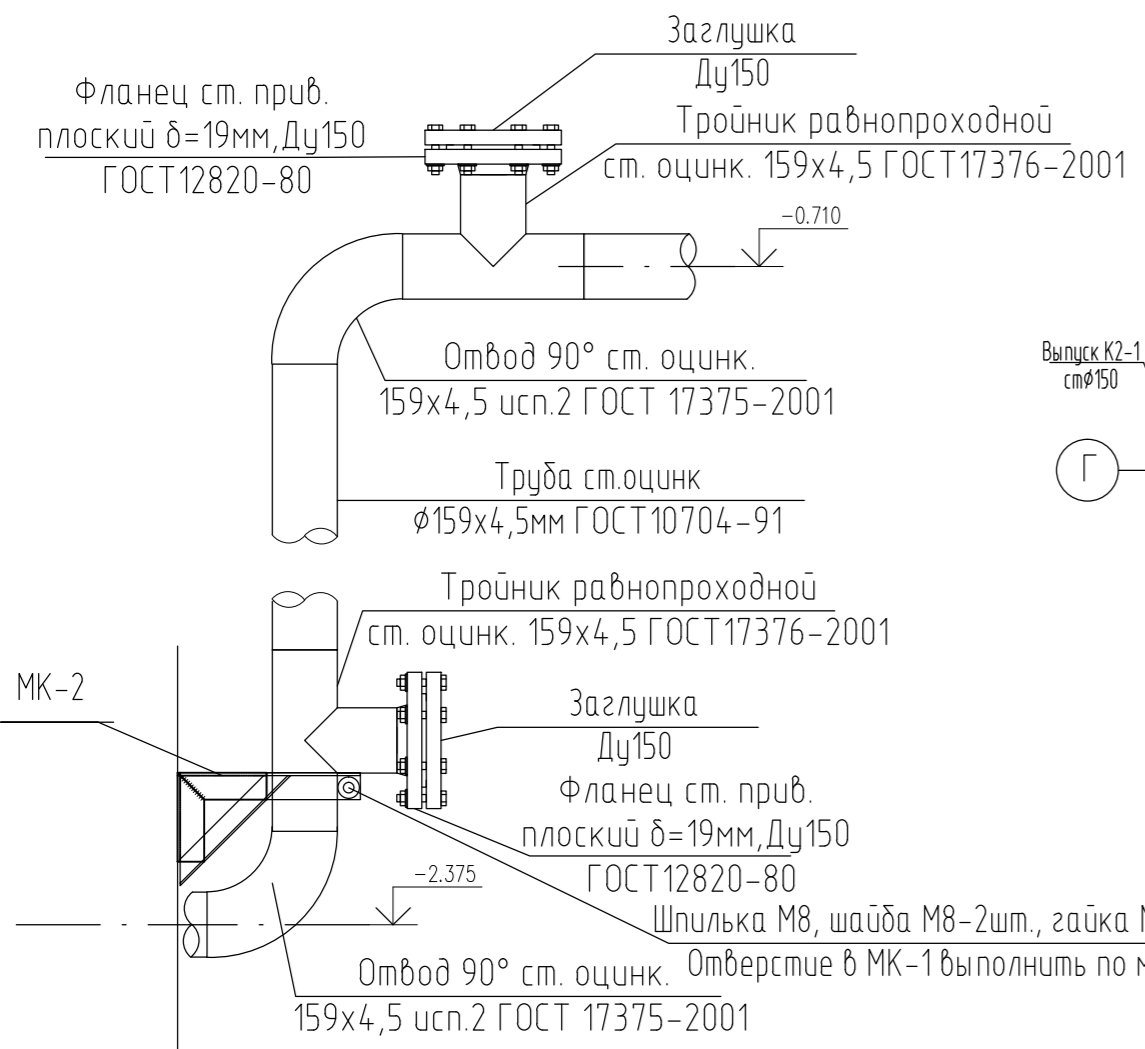 Заглушка
Ду150
Фланец ст. прив.
плоский δ=19мм,Ду150
ГОСТ12820-80
Тройник равнопроходной
ст. оцинк. 159х4,5 ГОСТ17376-2001
-0.710
Отвод 90° ст. оцинк.
159х4,5 исп.2 ГОСТ 17375-2001
Выпуск К2-1
стϕ150
Г
Труба ст.оцинк
ϕ159х4,5мм ГОСТ10704-91
Тройник равнопроходной
ст. оцинк. 159х4,5 ГОСТ17376-2001
МК-2
Заглушка
Ду150
Фланец ст. прив.
плоский δ=19мм,Ду150
ГОСТ12820-80
-2.375
Шпилька М8, шайба М8-2шт., гайка
Отверстие в МК-1 выполнить по
Отвод 90° ст. оцинк.
159х4,5 исп.2 ГОСТ 17375-2001